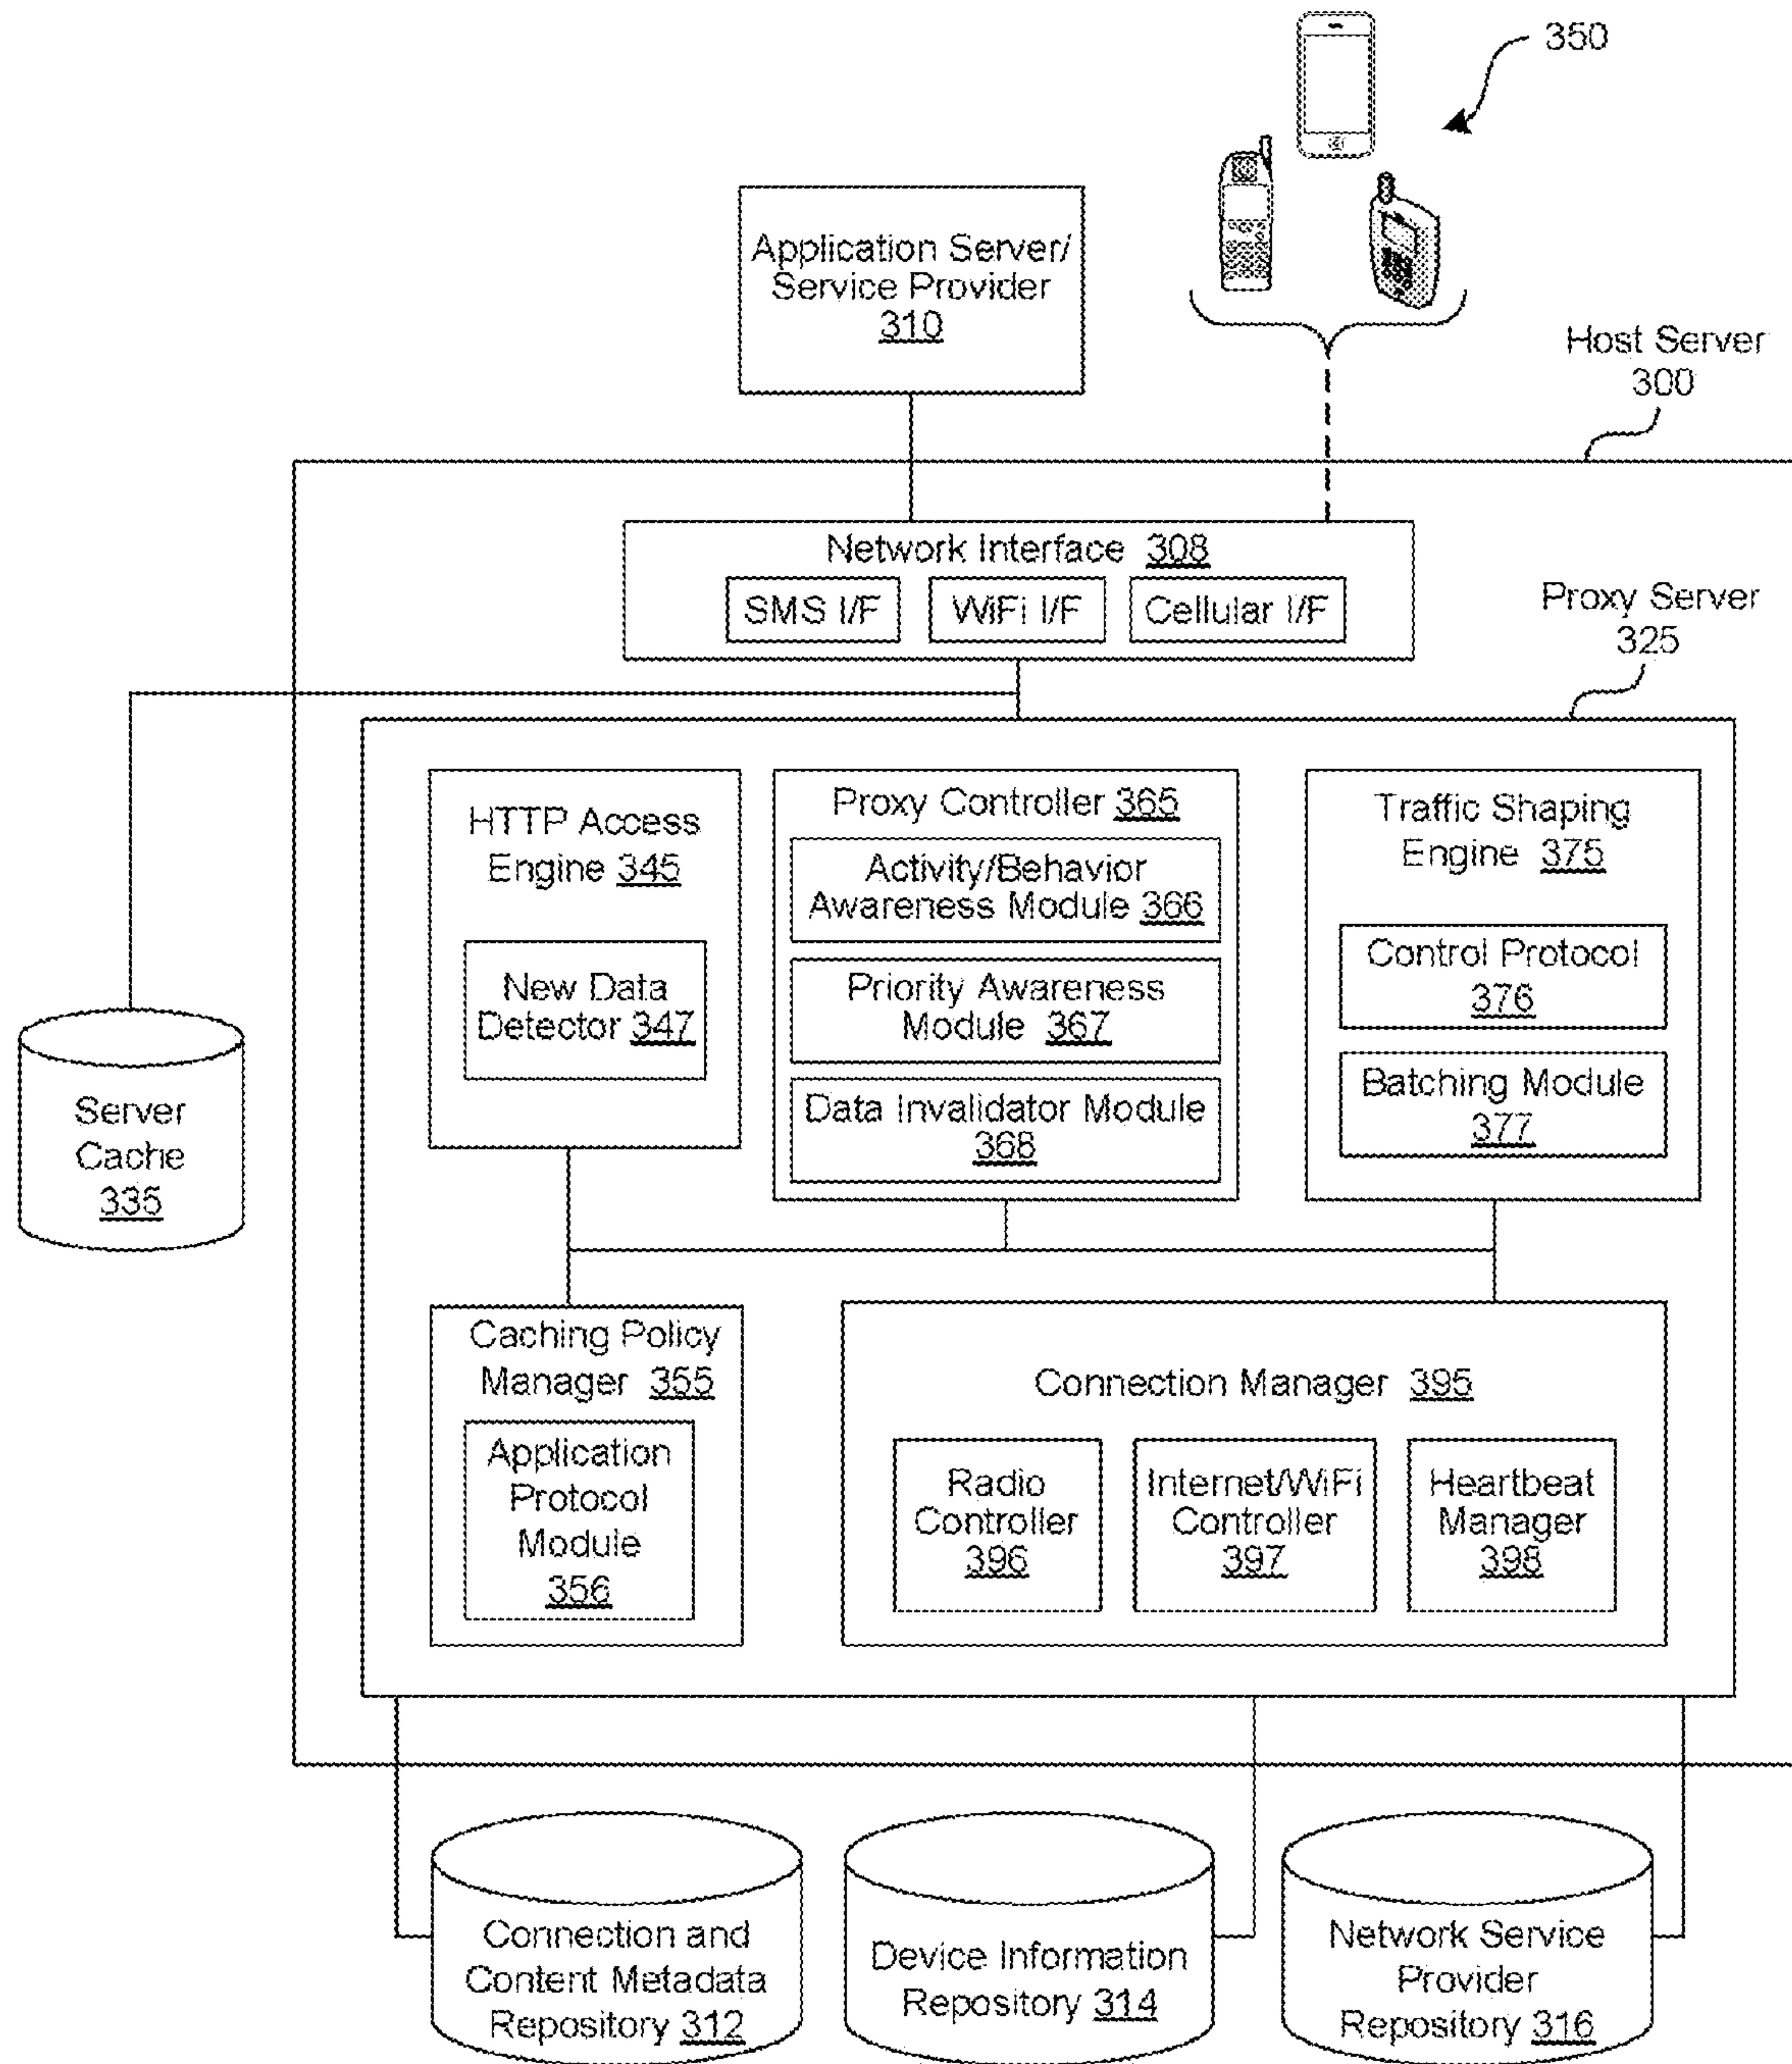 350
Application Server/
Service Provider
310
Host Server
300
Network Interface 308
SMS I/F
WiFi I/F
Cellular I/F
Proxy Server
325
HTTP Access
Engine 345
New Data
Detector 347
Proxy Controller 365
Activity/Behavior
Awareness Module 366
Priority Awareness
Module 367
Data Invalidator Module
368
Traffic Shaping
Engine 375
Control Protocol
376
Batching Module
377
Server
Cache
335
Caching Policy
Manager 355
Application
Protocol
Module
356
Connection Manager 395
Radio
Controller
396
Internet/WiFi
Controller
397
Heartbeat
Manager
398
Connection and
Content Metadata
Repository 312
Device Information
Repository 314
Network Service
Provider
Repository 316